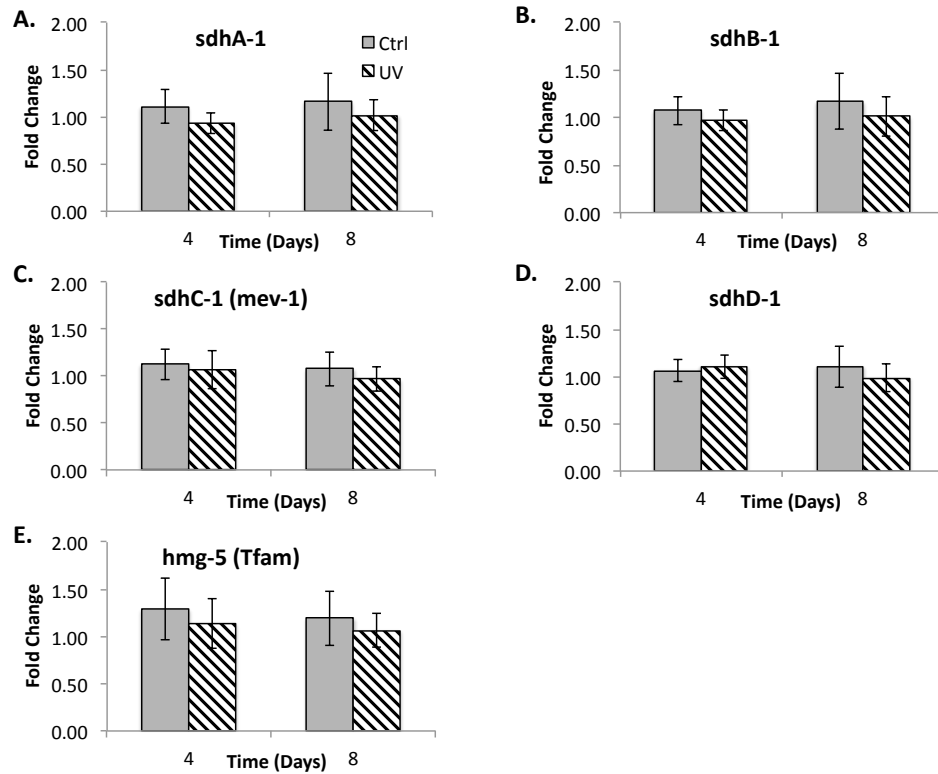 A.
sdhA-1
Ctrl
UV
Fold Change
2.00
1.50
1.00
0.50
0.00
4
Time (Days)
8
B.
sdhB-1
Fold Change
2.00
1.50
1.00
0.50
0.00
4
Time (Days)
8
C.
sdhC-1 (mev-1)
Fold Change
2.00
1.50
1.00
0.50
0.00
4
Time (Days)
8
D.
sdhD-1
Fold Change
2.00
1.50
1.00
0.50
0.00
4
Time (Days)
8
E.
hmg-5 (Tfam)
Fold Change
2.00
1.50
1.00
0.50
0.00
4
Time (Days)
8